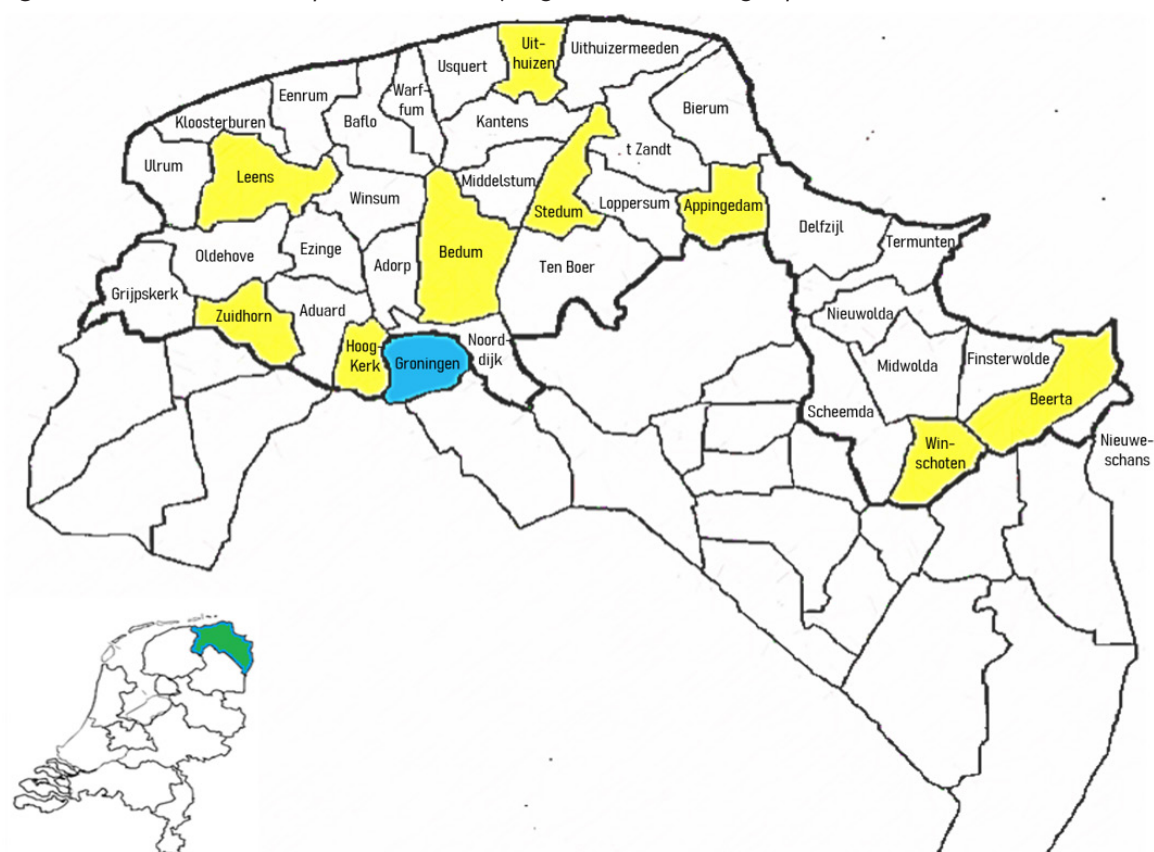 Uit-
huizen
Uithuizermeeden
Usquert
Eenrum
Warf-
fum
Bierum
Kloosterburen
Baflo
Kantens
t Zandt
Ulrum
Leens
Middelstum
Winsum
Stedum
Loppersum
Appingedam
Delfzijl
Termunten
Oldehove
Ezinge
Adorp
Bedum
Ten Boer
Grijpskerk
Zuidhorn
Aduard
Nieuwolda
Hoog-
Kerk
Groningen
Noord-
dijk
Midwolda
Finsterwolde
Scheemda
Beerta
Win-
schoten
Nieuwe-
schans